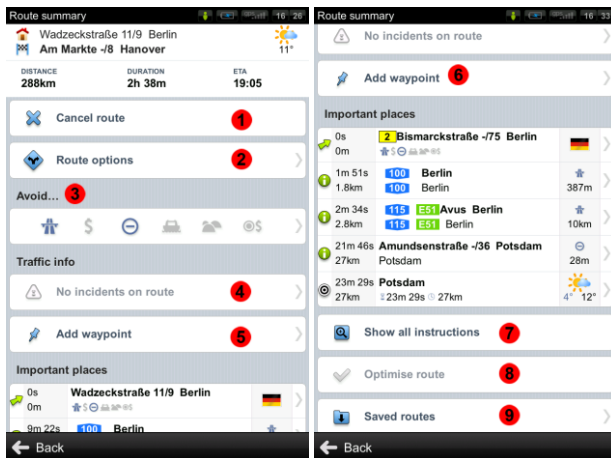 Route summary 16 26
Wadzeckstraße 11/9 Berlin
Am Markte -/8 Hanover
11°
DISTANCE DURATION ETA
288km 2h 38m 19:05
Cancel route 1
Route options 2
Avoid... 3
$ $
Traffic info
No incidents on route 4
Add waypoint 5
Important places
0s Wadzeckstraße 11/9 Berlin
0m $ $
9m 22s 100 Berlin
Back
Route summary 16 33
No incidents on route
Add waypoint 6
Important places
0s 2 Bismarckstraße -/75 Berlin
0m $ $
1m 51s 100 Berlin
1.8km 100 Berlin 387m
2m 34s 115 E51 Avus Berlin
2.8km 115 E51 Berlin 10km
21m 46s Amundsenstraße -/36 Potsdam
27km Potsdam 28m
23m 29s Potsdam
27km 23m 29s 27km 4° 12°
Show all instructions 7
Optimise route 8
Saved routes 9
Back